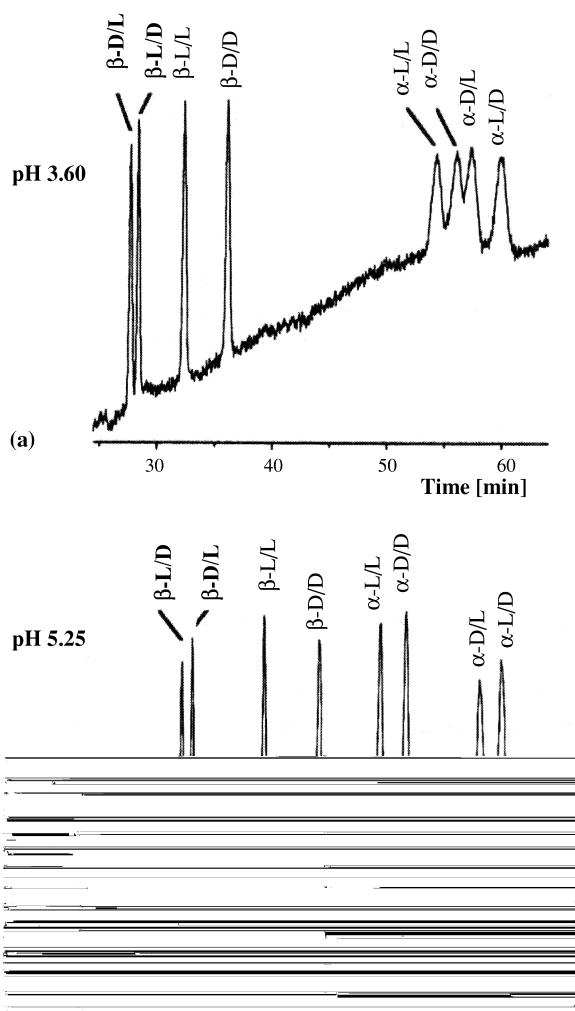 β-D/L β-L/D β-L/L β-D/D α-L/L α-D/D α-D/L α-L/D
pH 3.60
(a)
30 40 50 60
Time [min]
β-L/D β-D/L β-L/L β-D/D α-L/L α-D/D α-D/L α-L/D
pH 5.25